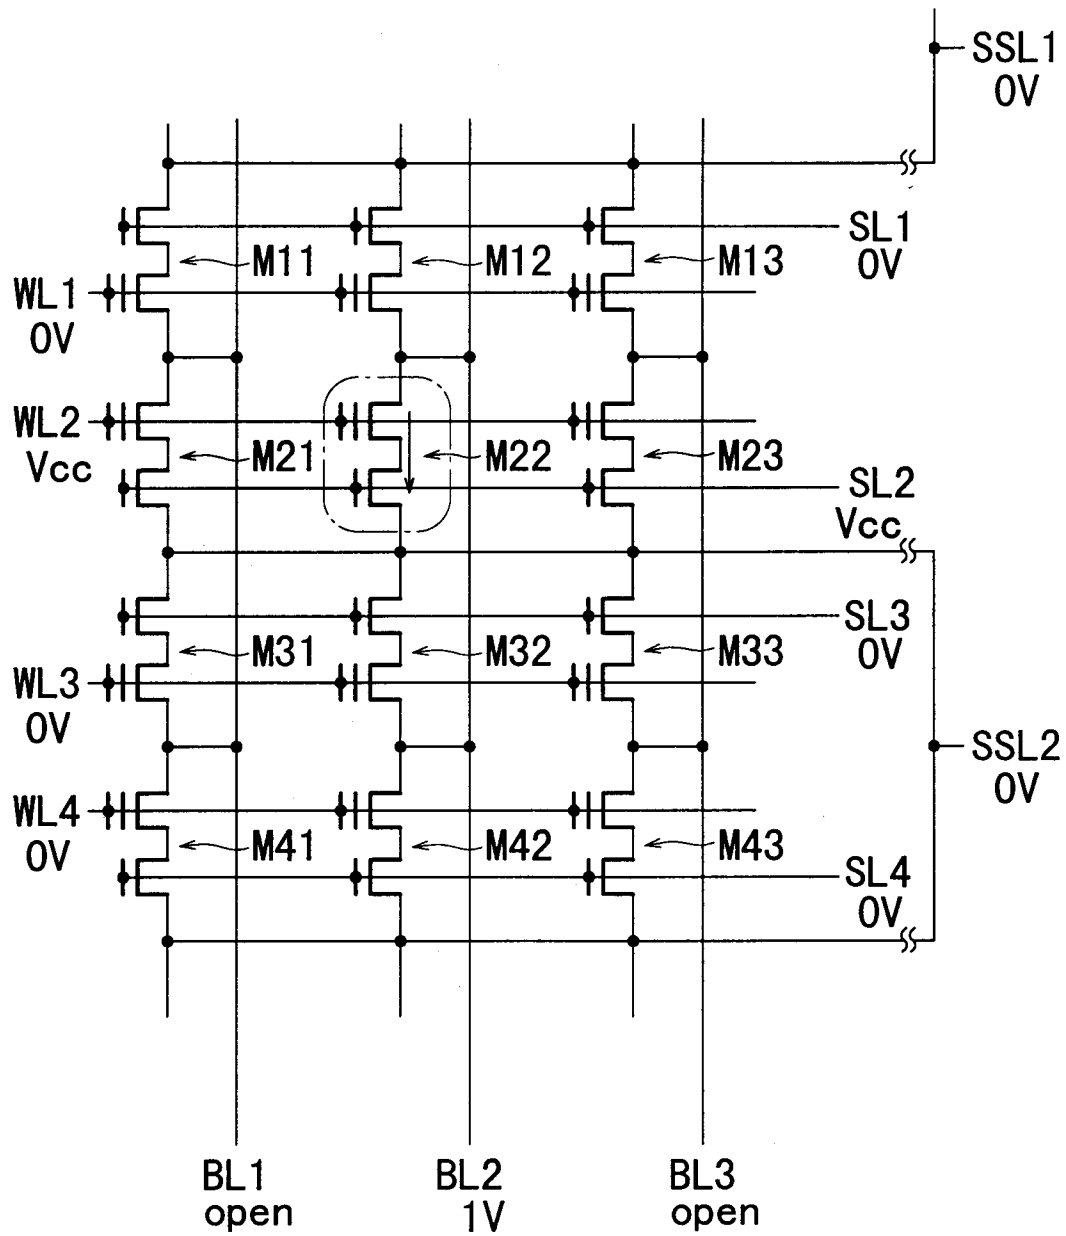 SSL1
0V
SL1
0V
M11
M12
M13
WL1
0V
WL2
Vcc
M21
M22
M23
SL2
Vcc
SL3
0V
M31
M32
M33
WL3
0V
SSL2
0V
WL4
0V
M41
M42
M43
SL4
0V
BL1
open
BL2
1V
BL3
open